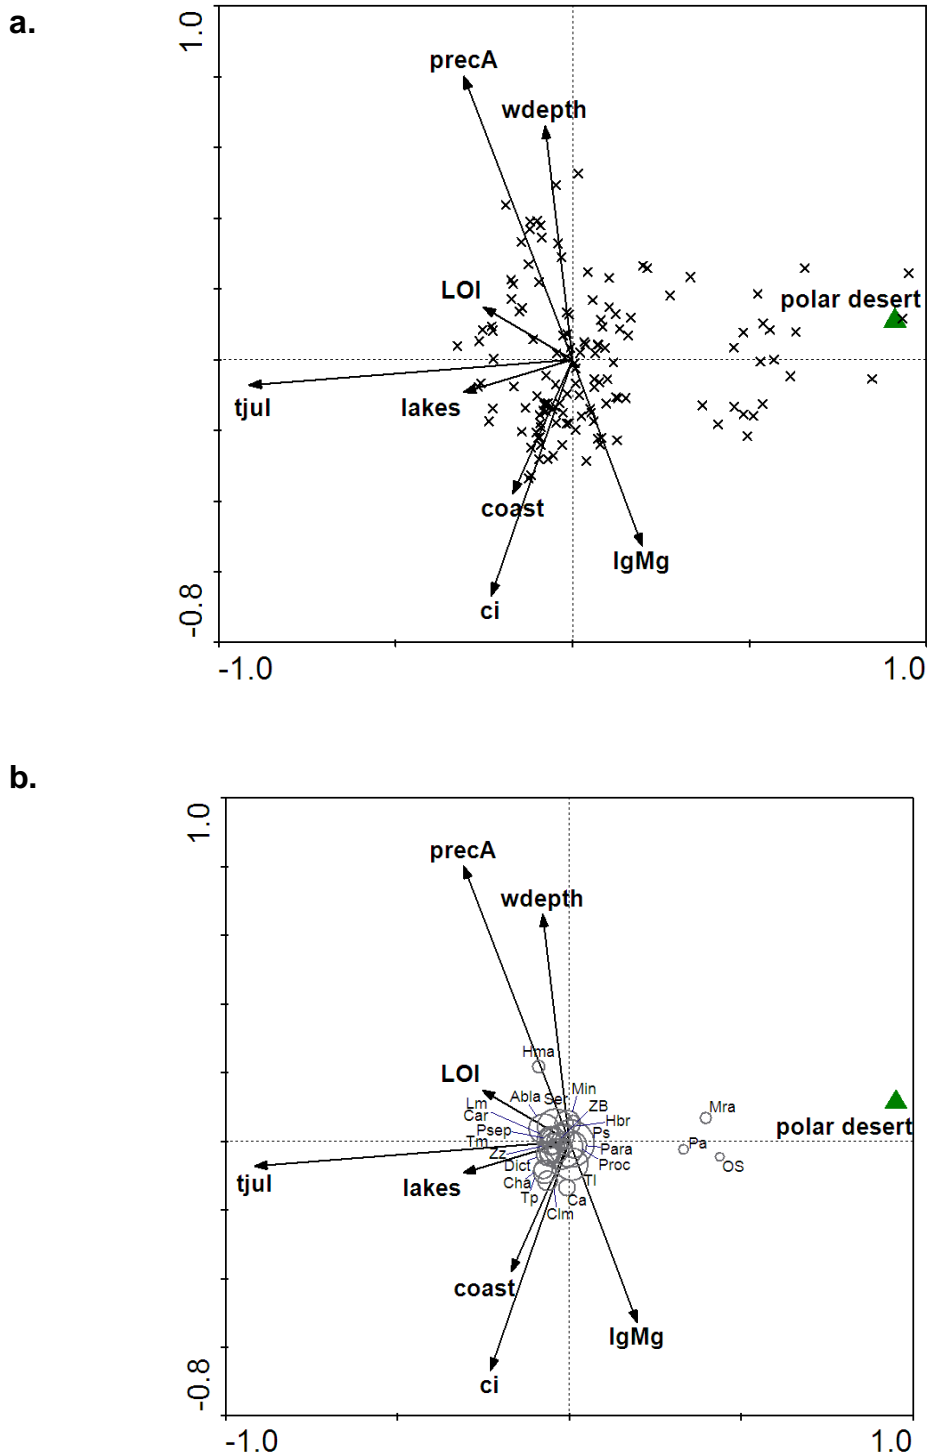 a.
1.0
precA
wdepth
LOI
polar desert
tjul
lakes
coast
lgMg
ci
-0.8
-1.0
1.0
b.
1.0
precA
wdepth
Hma
LOI
Abla
Ser
Min
Lm
ZB
Car
Hbr
Mra
Psep
Ps
polar desert
Tm
Para
Pa
Zz
Proc
OS
Dict
tjul
lakes
Chá
Tl
Tp
Ca
Clm
coast
lgMg
ci
-0.8
-1.0
1.0